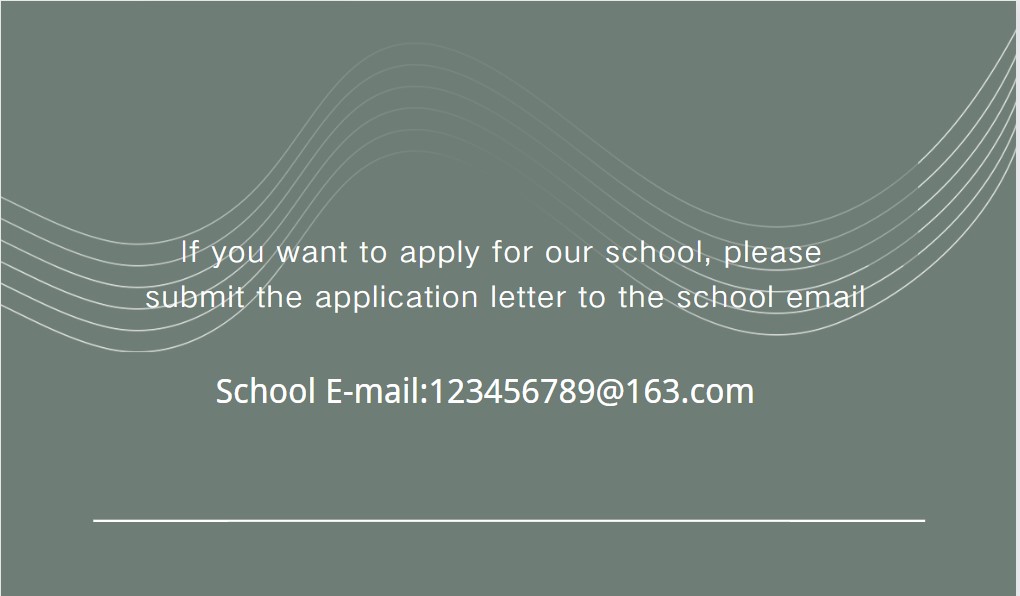 If you want to apply for our school, please
submit the application letter to the school email
School E-mail:123456789@163.com